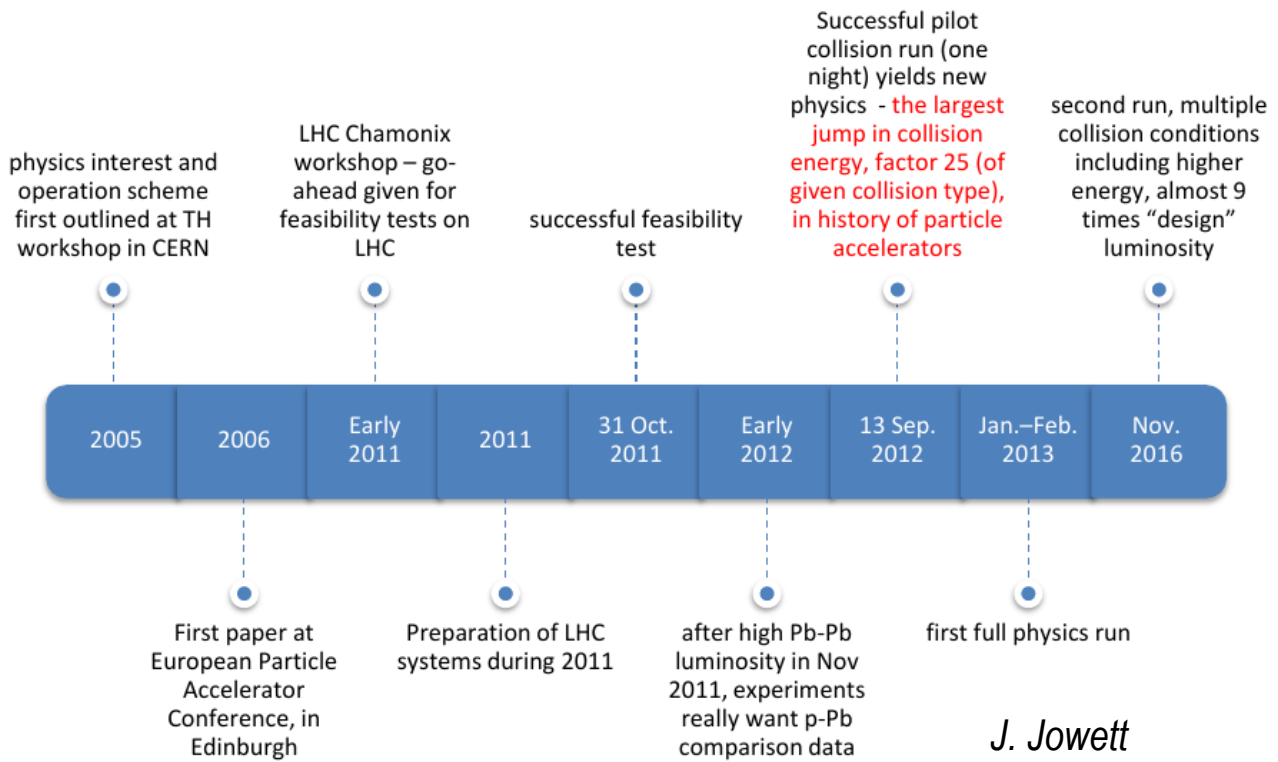 physics interest and
operation scheme
first outlined at TH
workshop in CERN
LHC Chamonix
workshop – go-
ahead given for
feasibility tests on
LHC
successful feasibility
test
Successful pilot
collision run (one
night) yields new
physics - the largest
jump in collision
energy, factor 25 (of
given collision type),
in history of particle
accelerators
second run, multiple
collision conditions
including higher
energy, almost 9
times “design”
luminosity
2005
2006
Early
2011
2011
31 Oct.
2011
Early
2012
13 Sep.
2012
Jan.–Feb.
2013
Nov.
2016
First paper at
European Particle
Accelerator
Conference, in
Edinburgh
Preparation of LHC
systems during 2011
after high Pb-Pb
luminosity in Nov
2011, experiments
really want p-Pb
comparison data
first full physics run
J. Jowett